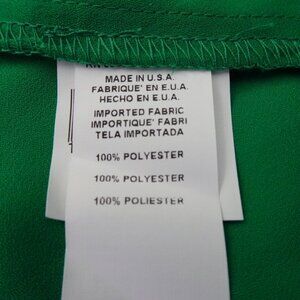 MADE IN U.S.A.
FABRIQUE' EN E.U.A.
HECHO EN E.U.A.
IMPORTED FABRIC
IMPORTIQUE' FABRI
TELA IMPORTADA
100% POLYESTER
100% POLYESTER
100% POLIESTER